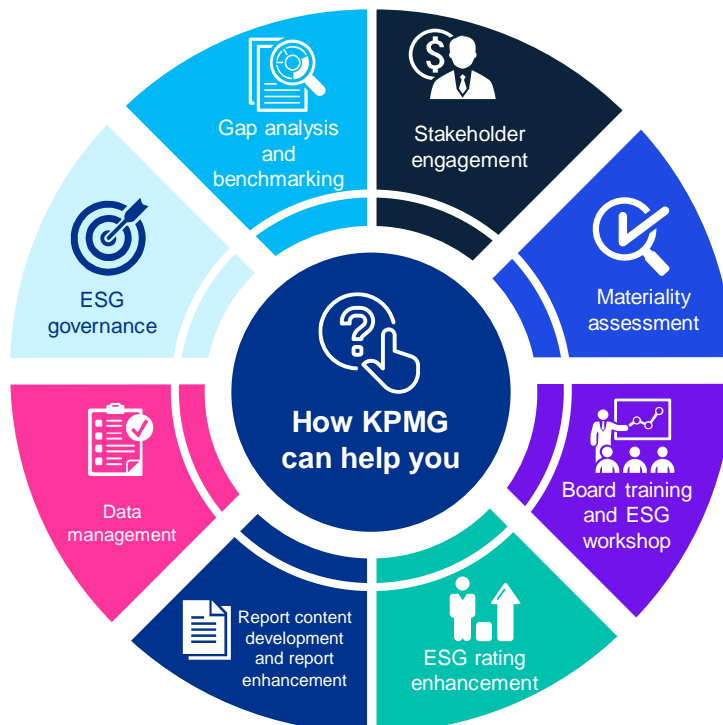 Gap analysis
and
benchmarking
Stakeholder
engagement
Materiality
assessment
Board training
and ESG
workshop
ESG rating
enhancement
Report content
development
and report
enhancement
Data
management
ESG
governance
How KPMG
can help you